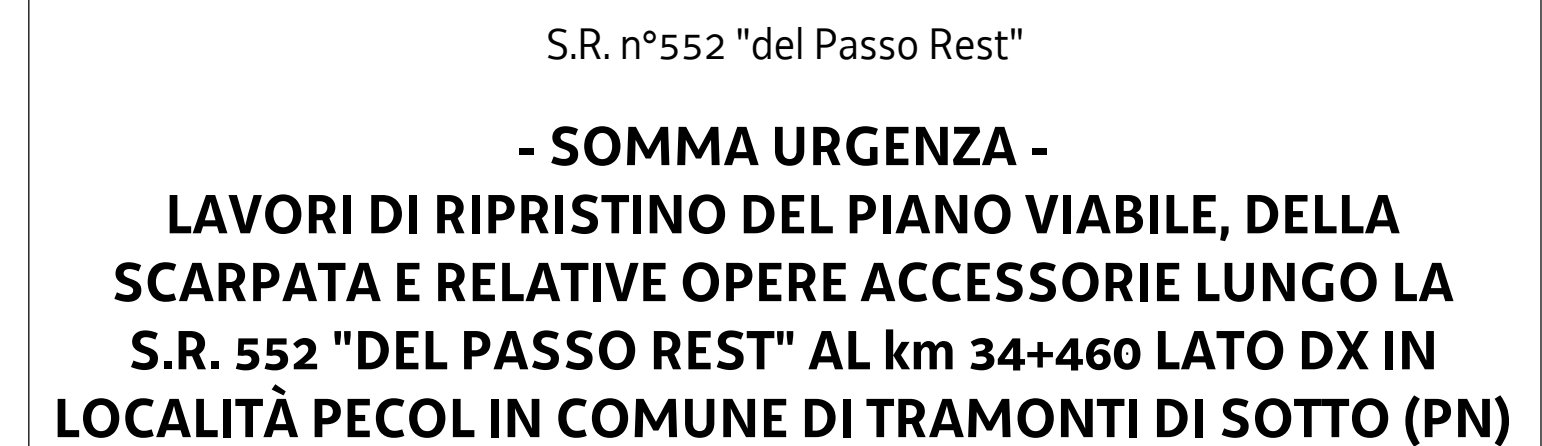 S.R. n°552 "del Passo Rest"
- SOMMA URGENZA -
LAVORI DI RIPRISTINO DEL PIANO VIABILE, DELLA
SCARPATA E RELATIVE OPERE ACCESSORIE LUNGO LA
S.R. 552 "DEL PASSO REST" AL km 34+460 LATO DX IN
LOCALITÀ PECOL IN COMUNE DI TRAMONTI DI SOTTO (PN)